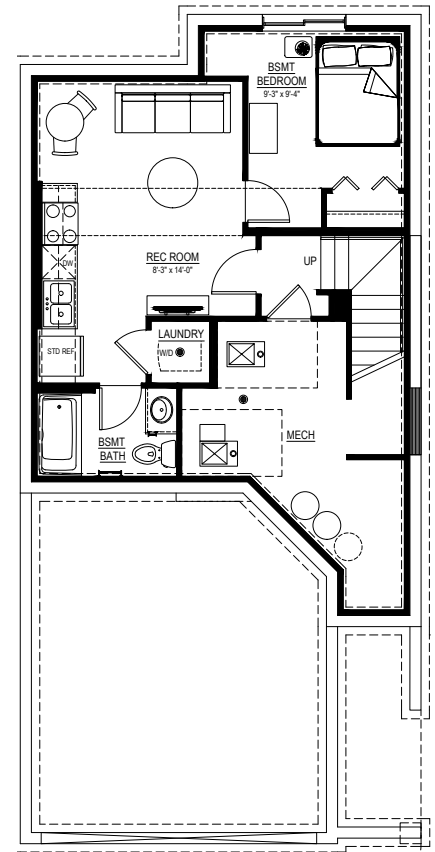 BSMT
BEDROOM
9'-3" x 9'-4"
DW
REC ROOM
8'-3" x 14'-0"
UP
STD REF
LAUNDRY
W/D
BSMT
BATH
MECH